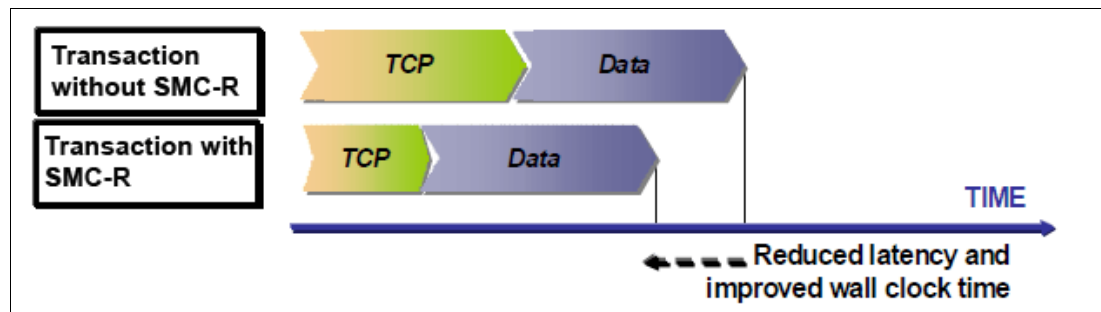 Transaction
without SMC-R
TCP
Data
Transaction with
SMC-R
TCP
Data
TIME
Reduced latency and
improved wall clock time